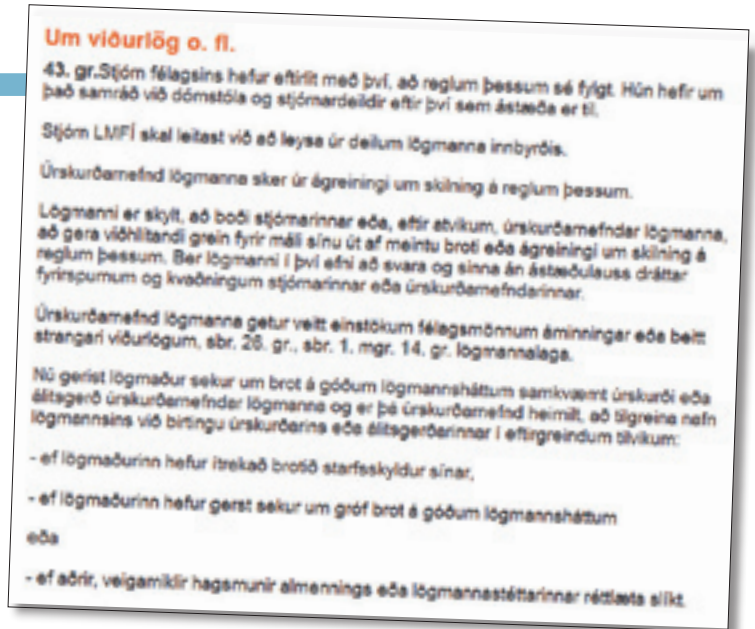 Um viðurlög o. fl.
43. gr.Stjórn félagsins hefur eftirlit með því, að reglum þessum sé fylgt. Hún hefir um
það samráð við dómstóla og stjórnardeildir eftir því sem ástæða er til.
Stjórn LMFÍ skal leitast við að leysa úr deilum lögmanna innbyrðis.
Úrskurðarnefnd lögmanna sker úr ágreiningi um skilning á reglum þessum.
Lögmanni er skylt, að boði stjórnarinnar eða, eftir atvikum, úrskurðarnefndar lögmanna,
að gera viðhlítandi grein fyrir máli sínu út af meintu broti eða ágreiningi um skilning á
reglum þessum. Ber lögmanni í því efni að svara og sinna án ástæðulauss dráttar
fyrirspurnum og kvaðningum stjórnarinnar eða úrskurðarnefndarinnar.
Úrskurðarnefnd lögmanna getur veitt einstökum félagsmönnum áminningar eða beitt
strangari viðurlögum, sbr. 26. gr., sbr. 1. mgr. 14. gr. lögmannalaga.
Nú gerist lögmaður sekur um brot á góðum lögmannsháttum samkvæmt úrskurði eða
álitsgerð úrskurðarnefndar lögmanna og er þá úrskurðarnefnd heimilt, að tilgreina nafn
lögmannsins við birtingu úrskurðarins eða álitsgerðarinnar í eftirgreindum tilvikum:
- ef lögmaðurinn hefur ítrekað brotið starfsskyldur sínar,
- ef lögmaðurinn hefur gerst sekur um gróf brot á góðum lögmannsháttum
eða
- ef aðrir, veigamiklir hagsmunir almennings eða lögmannastéttarinnar réttlæta slíkt.